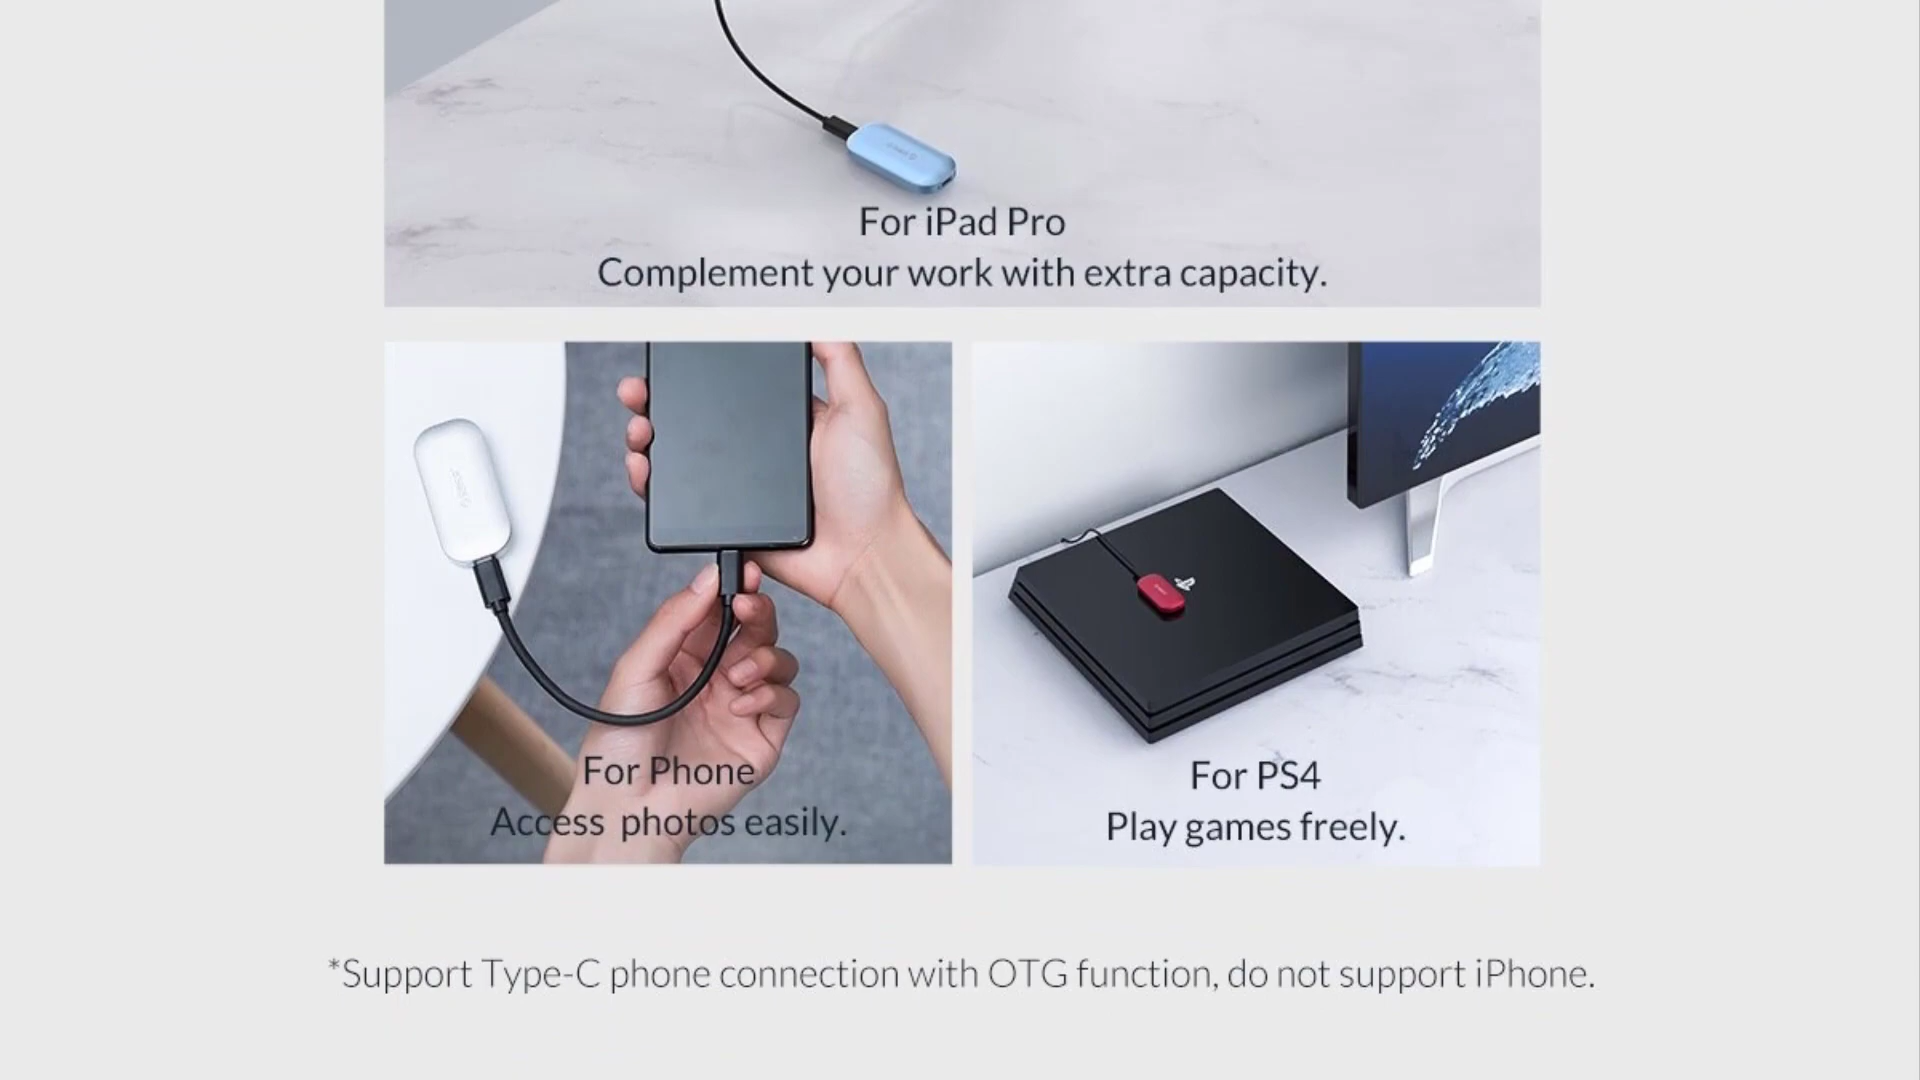 For iPad Pro
Complement your work with extra capacity.
For Phone
Access photos easily.
For PS4
Play games freely.
*Support Type-C phone connection with OTG function, do not support iPhone.